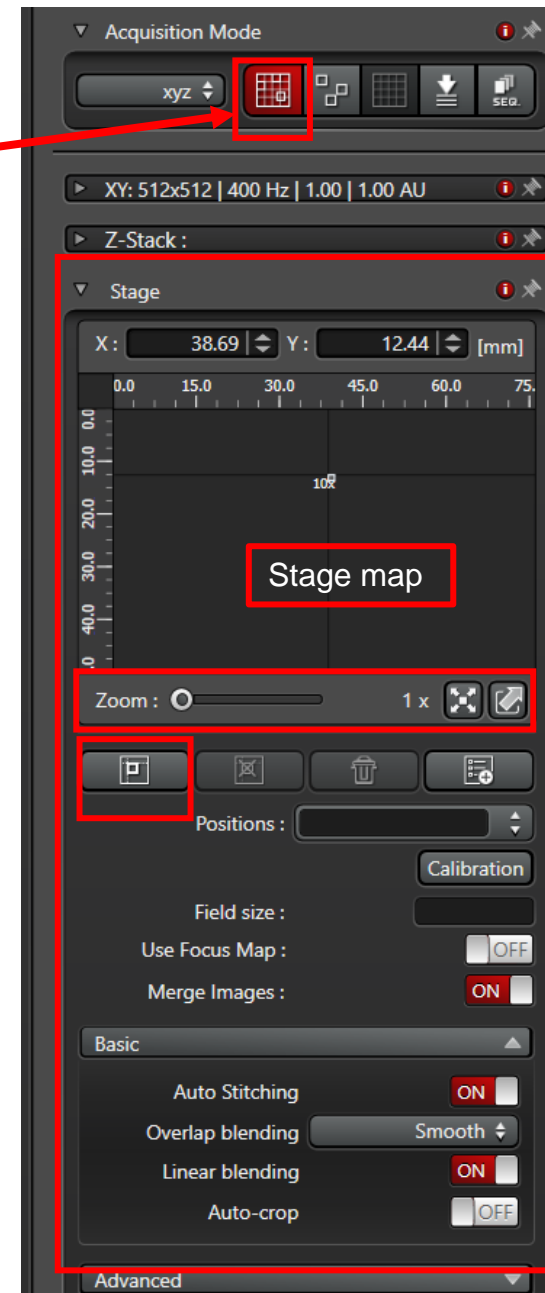 Acquisition Mode
xyz
SEQ.
XY: 512x512 | 400 Hz | 1.00 | 1.00 AU
Z-Stack :
Stage
X : 38.69 Y : 12.44 [mm]
0.0 15.0 30.0 45.0 60.0 75.
0.0
10.0
10x
20.0
30.0
Stage map
40.0
Zoom : 1 x
Positions :
Calibration
Field size :
Use Focus Map : OFF
Merge Images : ON
Basic
Auto Stitching ON
Overlap blending Smooth
Linear blending ON
Auto-crop OFF
Advanced